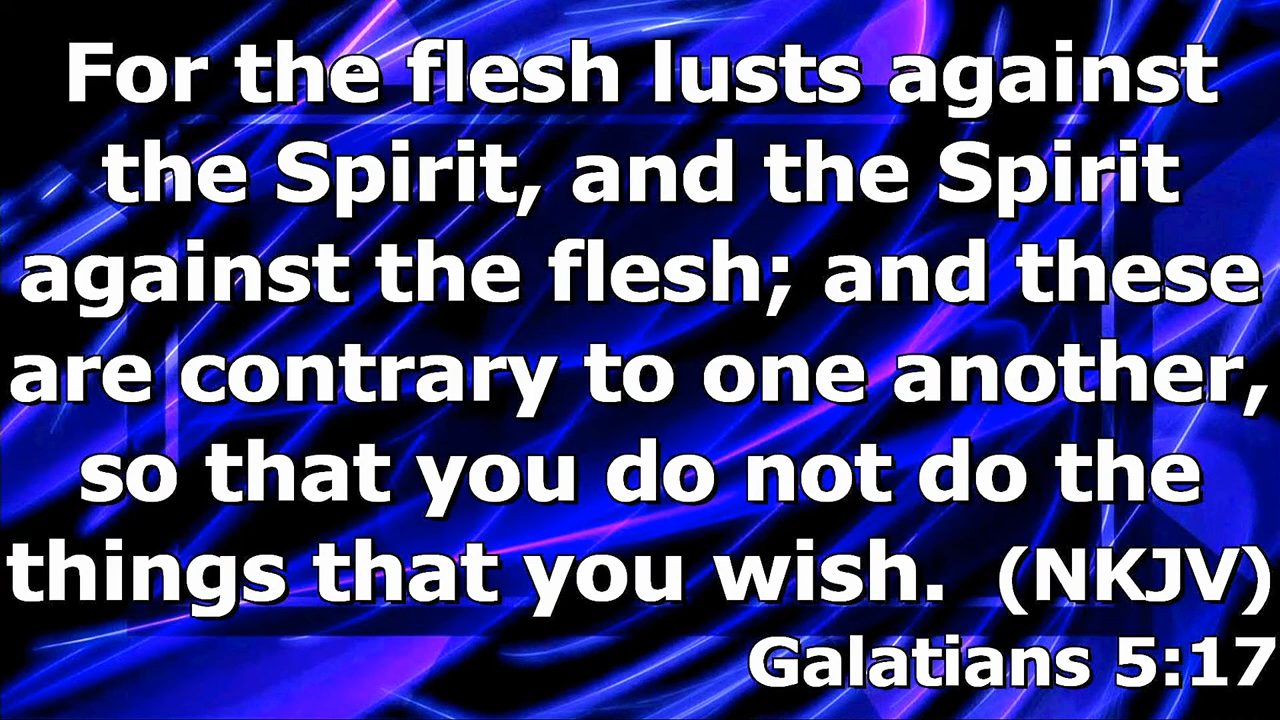 For the flesh lusts against
the Spirit, and the Spirit
against the flesh; and these
are contrary to one another,
so that you do not do the
things that you wish. (NKJV)
Galatians 5:17